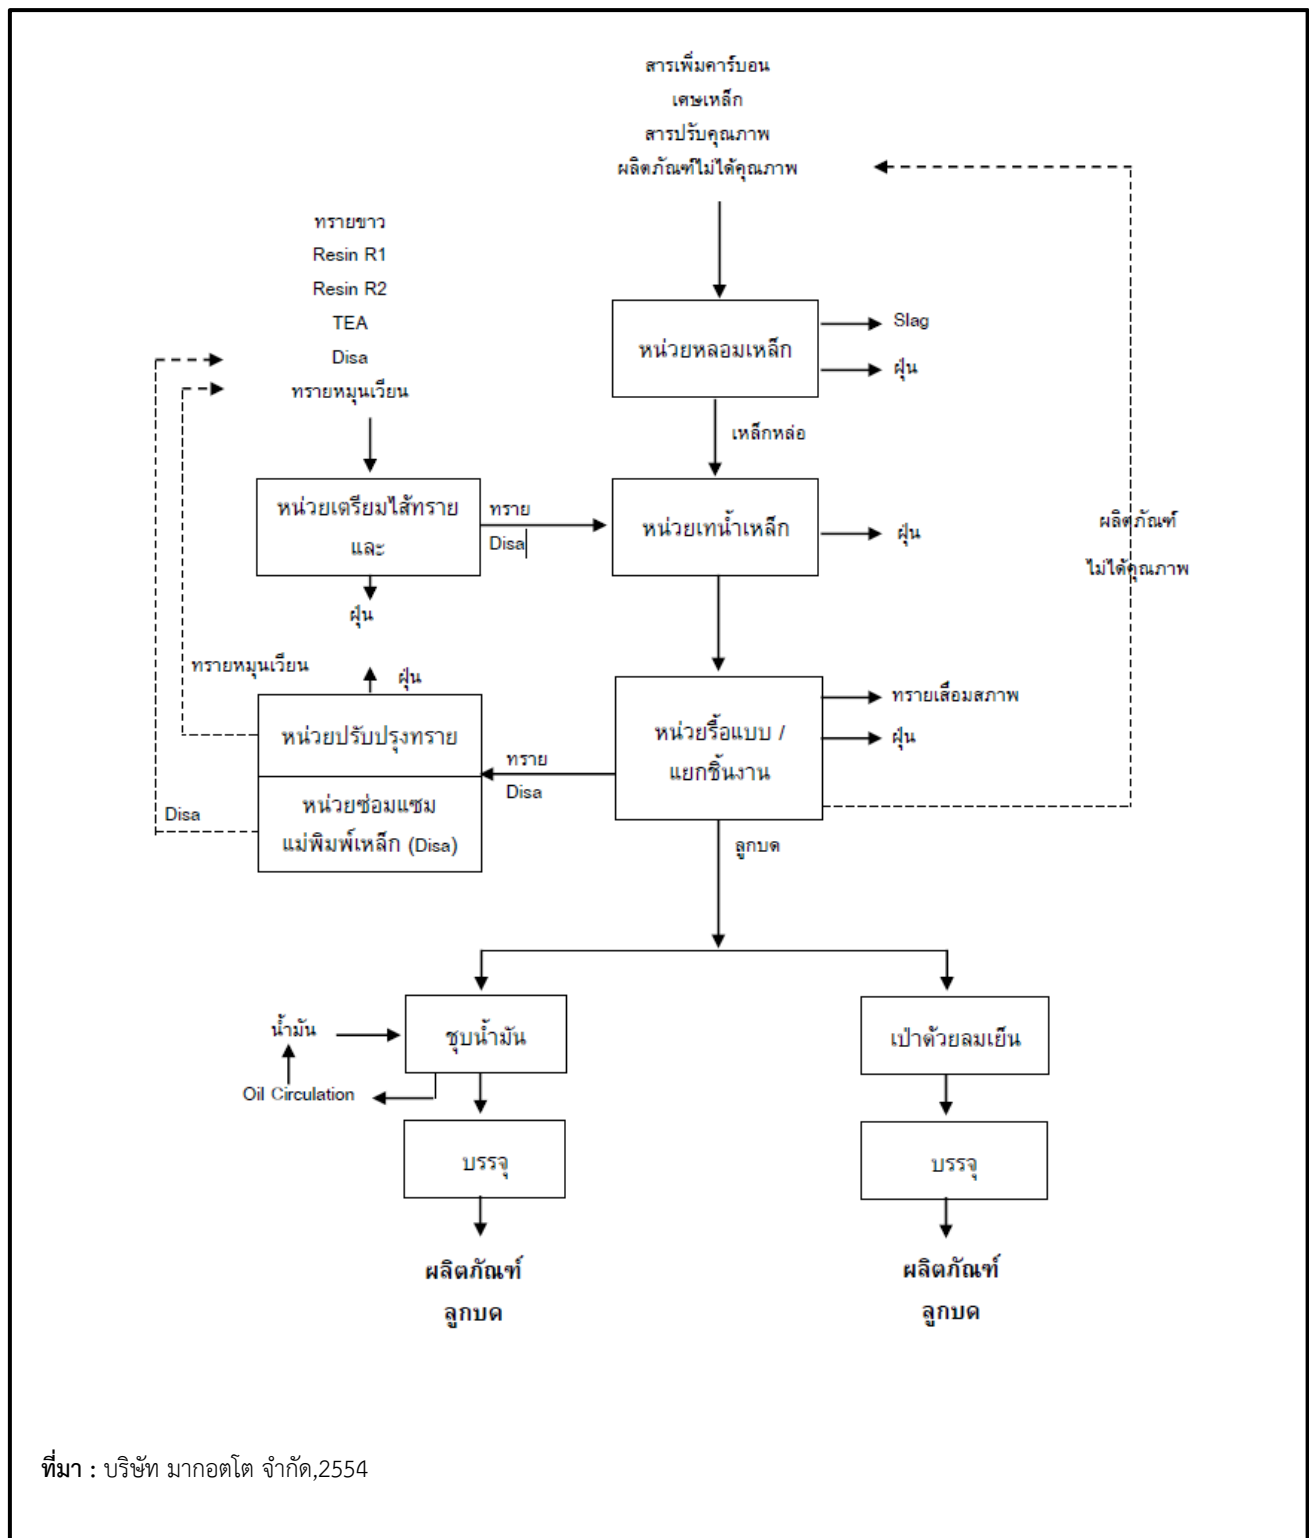 สารเพิ่มคาร์บอน
เศษเหล็ก
สารปรับคุณภาพ
ผลิตภัณฑ์ไม่ได้คุณภาพ
ทรายขาว
Resin R1
Resin R2
TEA
Disa
ทรายหมุนเวียน
หน่วยหลอมเหล็ก
Slag
ฝุ่น
เหล็กหล่อ
หน่วยเตรียมไส้ทราย
และ
ทราย
Disa
หน่วยเทน้ำเหล็ก
ฝุ่น
ผลิตภัณฑ์
ไม่ได้คุณภาพ
ฝุ่น
ทรายหมุนเวียน
ฝุ่น
หน่วยปรับปรุงทราย
หน่วยซ่อมแซม
แม่พิมพ์เหล็ก (Disa)
Disa
ทราย
Disa
หน่วยรื้อแบบ /
แยกชิ้นงาน
ทรายเสื่อมสภาพ
ฝุ่น
ลูกบด
น้ำมัน
Oil Circulation
ชุบน้ำมัน
เป่าด้วยลมเย็น
บรรจุ
บรรจุ
ผลิตภัณฑ์
ลูกบด
ผลิตภัณฑ์
ลูกบด
ที่มา : บริษัท มากอตโต จำกัด,2554